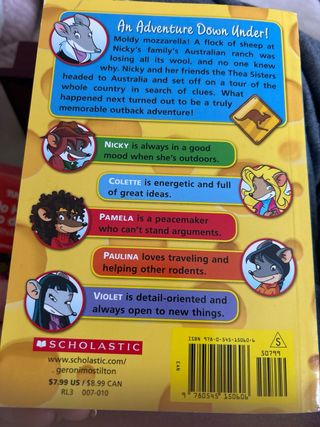 An Adventure Down Under!
Moldy mozzarella! A flock of sheep at
Nicky's family's Australian ranch was
losing all its wool, and no one knew
why. Nicky and her friends the Thea Sisters
headed to Australia and set off on a tour of the
whole country in search of clues. What
happened next turned out to be a truly
memorable outback adventure!
NICKY is always in a good
mood when she's outdoors.
COLETTE is energetic and full
of great ideas.
PAMELA is a peacemaker
who can't stand arguments.
PAULINA loves traveling and
helping other rodents.
VIOLET is detail-oriented and
always open to new things.
SCHOLASTIC
www.scholastic.com/
geronimostilton
$7.99 US / $8.99 CAN
RL3 007-010
ISBN 978-0-545-15060-6
EAN
9 780545 150606
50799
S